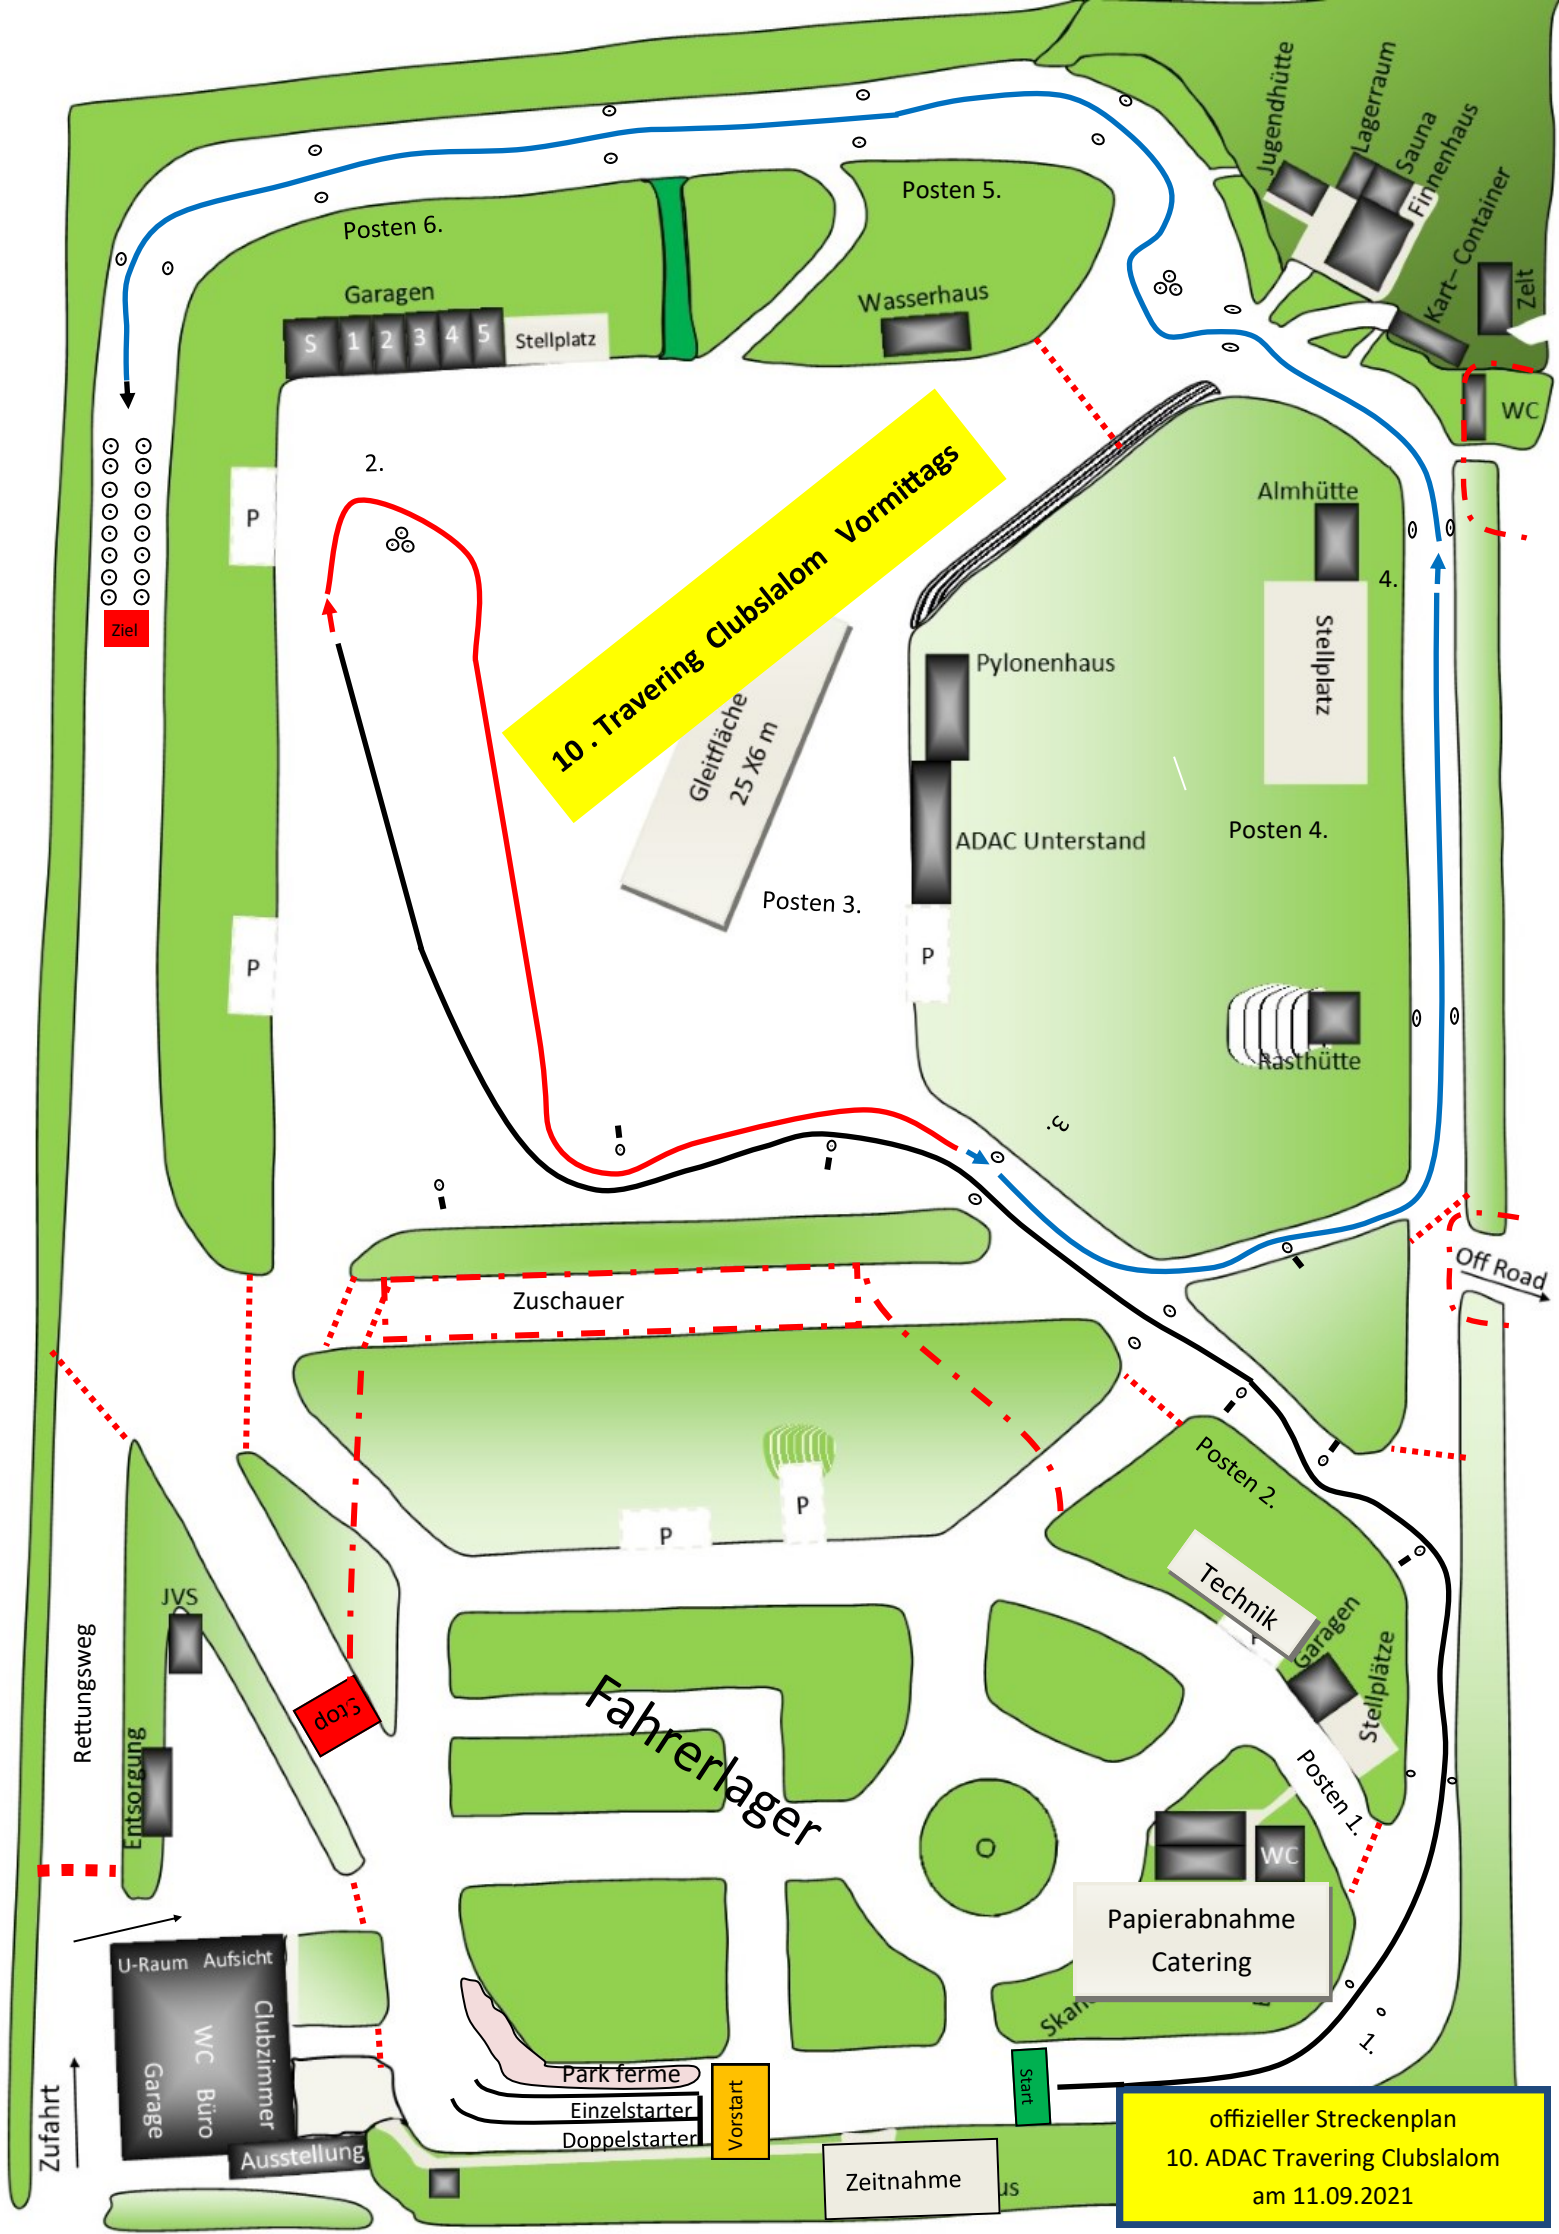 Jugendhütte
Lagerraum
Sauna
Finnenhaus
Kart– Container
Zelt
WC
Posten 5.
Posten 6.
Garagen
S 1 2 3 4 5
Stellplatz
Wasserhaus
2.
P
10 . Travering Clubslalom Vormittags
Almhütte
4.
Stellplatz
Ziel
Pylonenhaus
Gleitfläche
25 X6 m
ADAC Unterstand
Posten 4.
Posten 3.
P
P
Rasthütte
3.
Off Road
Zuschauer
Posten 2.
P
P
Technik
Garagen
Stellplätze
JVS
Rettungsweg
Stop
Entsorgung
Fahrerlager
Posten 1.
O
WC
Papierabnahme
Catering
U-Raum Aufsicht
Clubzimmer
WC Büro
Garage
Ausstellung
Zufahrt
1.
Park ferme
Einzelstarter
Doppelstarter
Vorstart
Start
Zeitnahme
offizieller Streckenplan
10. ADAC Travering Clubslalom
am 11.09.2021